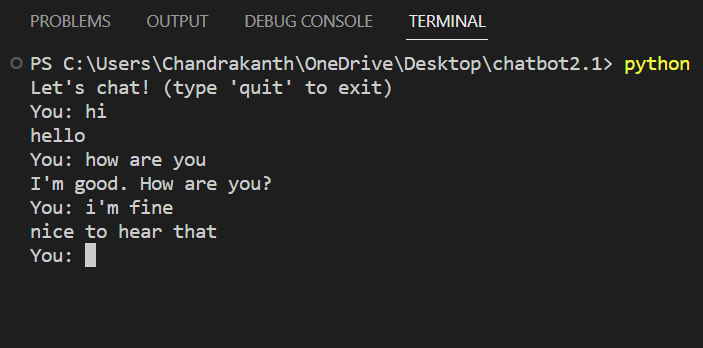 PROBLEMS OUTPUT DEBUG CONSOLE TERMINAL
PS C:\Users\Chandrakanth\OneDrive\Desktop\chatbot2.1> python
Let's chat! (type 'quit' to exit)
You: hi
hello
You: how are you
I'm good. How are you?
You: i'm fine
nice to hear that
You: